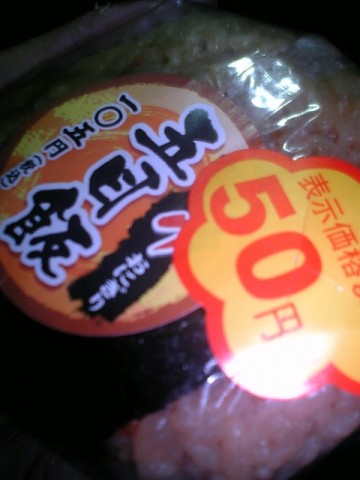 一〇五円(税込)
五目飯
おにぎり
表示価格
50円